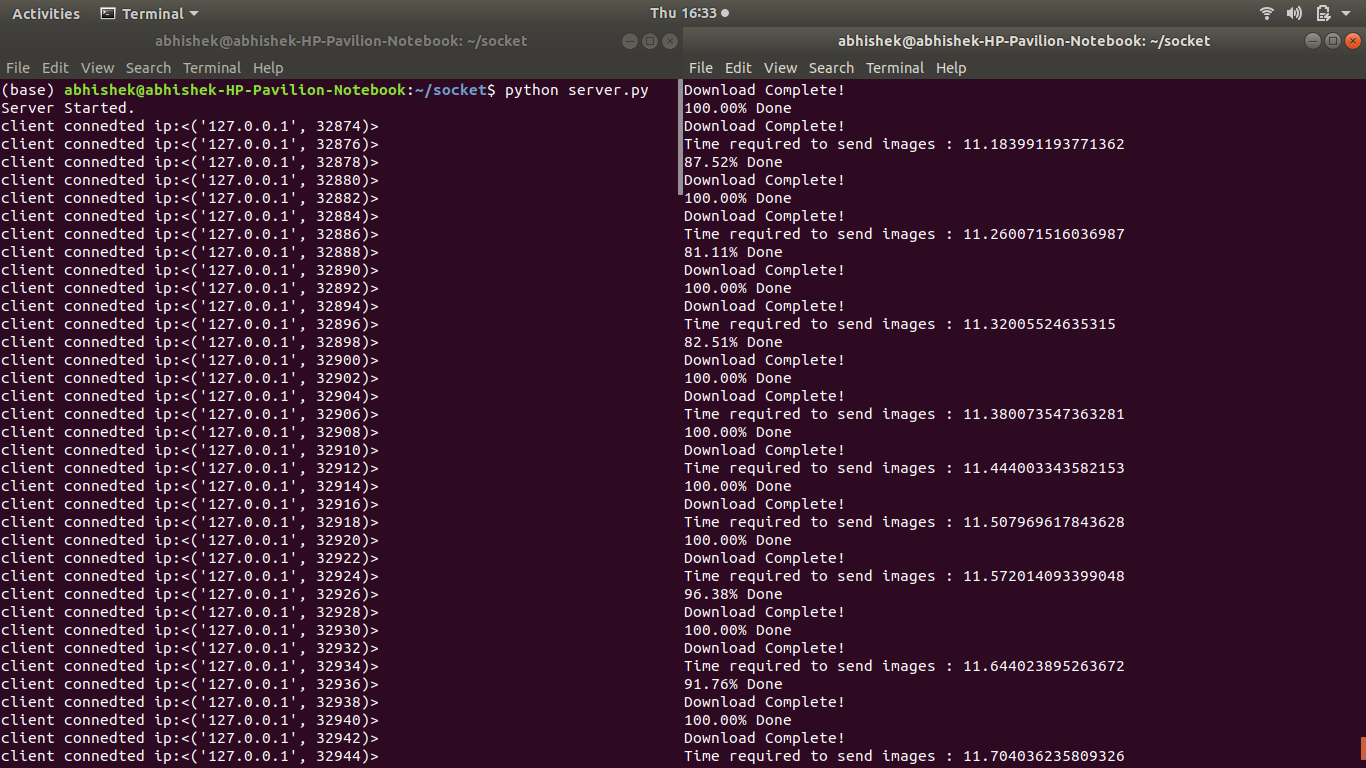 Activities Terminal Thu 16:33
abhishek@abhishek-HP-Pavilion-Notebook: ~/socket
File Edit View Search Terminal Help
(base) abhishek@abhishek-HP-Pavilion-Notebook:~/socket$ python server.py
Server Started.
client connedted ip:<('127.0.0.1', 32874)>
client connedted ip:<('127.0.0.1', 32876)>
client connedted ip:<('127.0.0.1', 32878)>
client connedted ip:<('127.0.0.1', 32880)>
client connedted ip:<('127.0.0.1', 32882)>
client connedted ip:<('127.0.0.1', 32884)>
client connedted ip:<('127.0.0.1', 32886)>
client connedted ip:<('127.0.0.1', 32888)>
client connedted ip:<('127.0.0.1', 32890)>
client connedted ip:<('127.0.0.1', 32892)>
client connedted ip:<('127.0.0.1', 32894)>
client connedted ip:<('127.0.0.1', 32896)>
client connedted ip:<('127.0.0.1', 32898)>
client connedted ip:<('127.0.0.1', 32900)>
client connedted ip:<('127.0.0.1', 32902)>
client connedted ip:<('127.0.0.1', 32904)>
client connedted ip:<('127.0.0.1', 32906)>
client connedted ip:<('127.0.0.1', 32908)>
client connedted ip:<('127.0.0.1', 32910)>
client connedted ip:<('127.0.0.1', 32912)>
client connedted ip:<('127.0.0.1', 32914)>
client connedted ip:<('127.0.0.1', 32916)>
client connedted ip:<('127.0.0.1', 32918)>
client connedted ip:<('127.0.0.1', 32920)>
client connedted ip:<('127.0.0.1', 32922)>
client connedted ip:<('127.0.0.1', 32924)>
client connedted ip:<('127.0.0.1', 32926)>
client connedted ip:<('127.0.0.1', 32928)>
client connedted ip:<('127.0.0.1', 32930)>
client connedted ip:<('127.0.0.1', 32932)>
client connedted ip:<('127.0.0.1', 32934)>
client connedted ip:<('127.0.0.1', 32936)>
client connedted ip:<('127.0.0.1', 32938)>
client connedted ip:<('127.0.0.1', 32940)>
client connedted ip:<('127.0.0.1', 32942)>
client connedted ip:<('127.0.0.1', 32944)>
abhishek@abhishek-HP-Pavilion-Notebook: ~/socket
File Edit View Search Terminal Help
Download Complete!
100.00% Done
Download Complete!
Time required to send images : 11.183991193771362
87.52% Done
Download Complete!
100.00% Done
Download Complete!
Time required to send images : 11.260071516036987
81.11% Done
Download Complete!
100.00% Done
Download Complete!
Time required to send images : 11.32005524635315
82.51% Done
Download Complete!
100.00% Done
Download Complete!
Time required to send images : 11.380073547363281
100.00% Done
Download Complete!
Time required to send images : 11.444003343582153
100.00% Done
Download Complete!
Time required to send images : 11.507969617843628
100.00% Done
Download Complete!
Time required to send images : 11.572014093399048
96.38% Done
Download Complete!
100.00% Done
Download Complete!
Time required to send images : 11.644023895263672
91.76% Done
Download Complete!
100.00% Done
Download Complete!
Time required to send images : 11.704036235809326